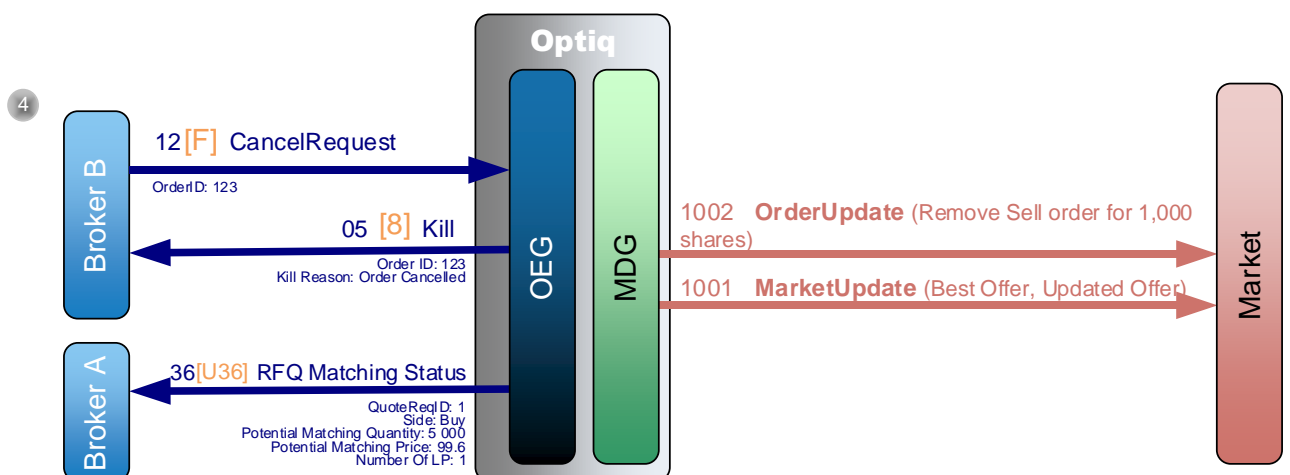 Optiq
4
Broker B
12 [F] CancelRequest
OrderID: 123
05 [8] Kill
Order ID: 123
Kill Reason: Order Cancelled
OEG
MDG
1002 OrderUpdate (Remove Sell order for 1,000
shares)
1001 MarketUpdate (Best Offer, Updated Offer)
Market
Broker A
36[U36] RFQ Matching Status
QuoteReqID: 1
Side: Buy
Potential Matching Quantity: 5 000
Potential Matching Price: 99.6
Number Of LP: 1